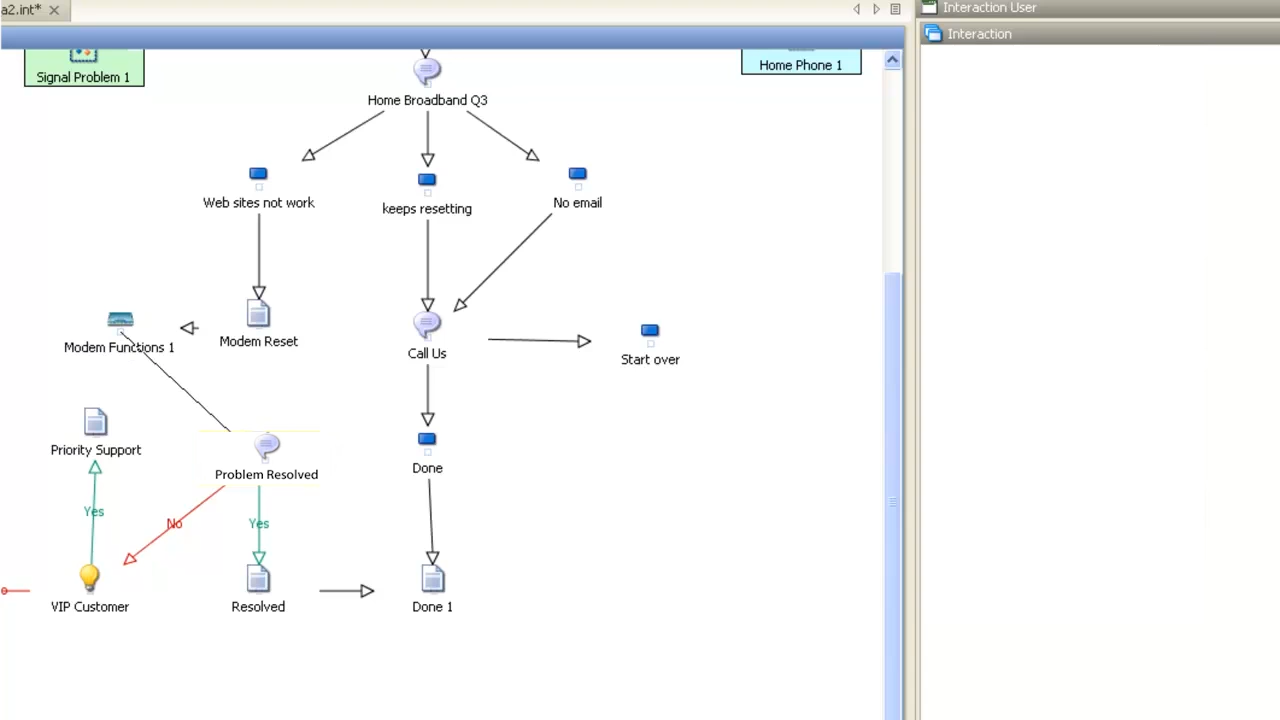 a2.int*
Interaction User
Interaction
Signal Problem 1
Home Phone 1
Home Broadband Q3
Web sites not work
keeps resetting
No email
Modem Functions 1
Modem Reset
Call Us
Start over
Priority Support
Problem Resolved
Done
Yes
No
Yes
VIP Customer
Resolved
Done 1